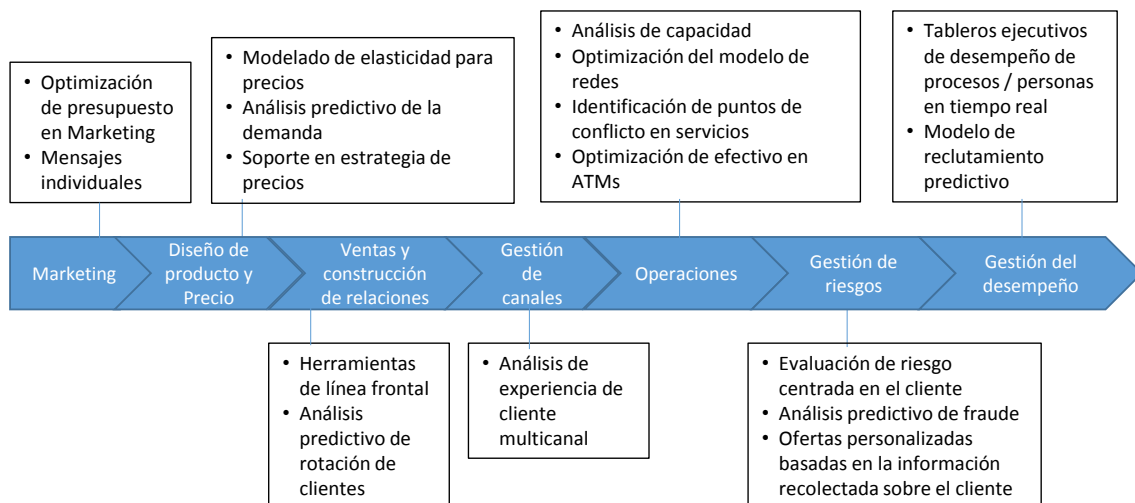 • Optimización
de presupuesto
en Marketing
• Mensajes
individuales
• Modelado de elasticidad para
precios
• Análisis predictivo de la
demanda
• Soporte en estrategia de
precios
• Análisis de capacidad
• Optimización del modelo de
redes
• Identificación de puntos de
conflicto en servicios
• Optimización de efectivo en
ATMs
• Tableros ejecutivos
de desempeño de
procesos / personas
en tiempo real
• Modelo de
reclutamiento
predictivo
Marketing
Diseño de
producto y
Precio
Ventas y
construcción
de relaciones
Gestión
de
canales
Operaciones
Gestión de
riesgos
Gestión del
desempeño
• Herramientas
de línea frontal
• Análisis
predictivo de
rotación de
clientes
• Análisis de
experiencia de
cliente
multicanal
• Evaluación de riesgo
centrada en el cliente
• Análisis predictivo de fraude
• Ofertas personalizadas
basadas en la información
recolectada sobre el cliente